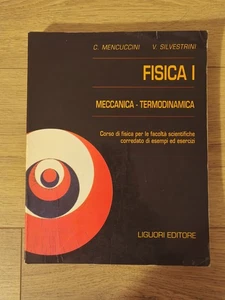 C. MENCUCCINI V. SILVESTRINI
FISICA I
MECCANICA - TERMODINAMICA
Corso di fisica per le facoltà scientifiche
corredato di esempi ed esercizi
LIGUORI EDITORE